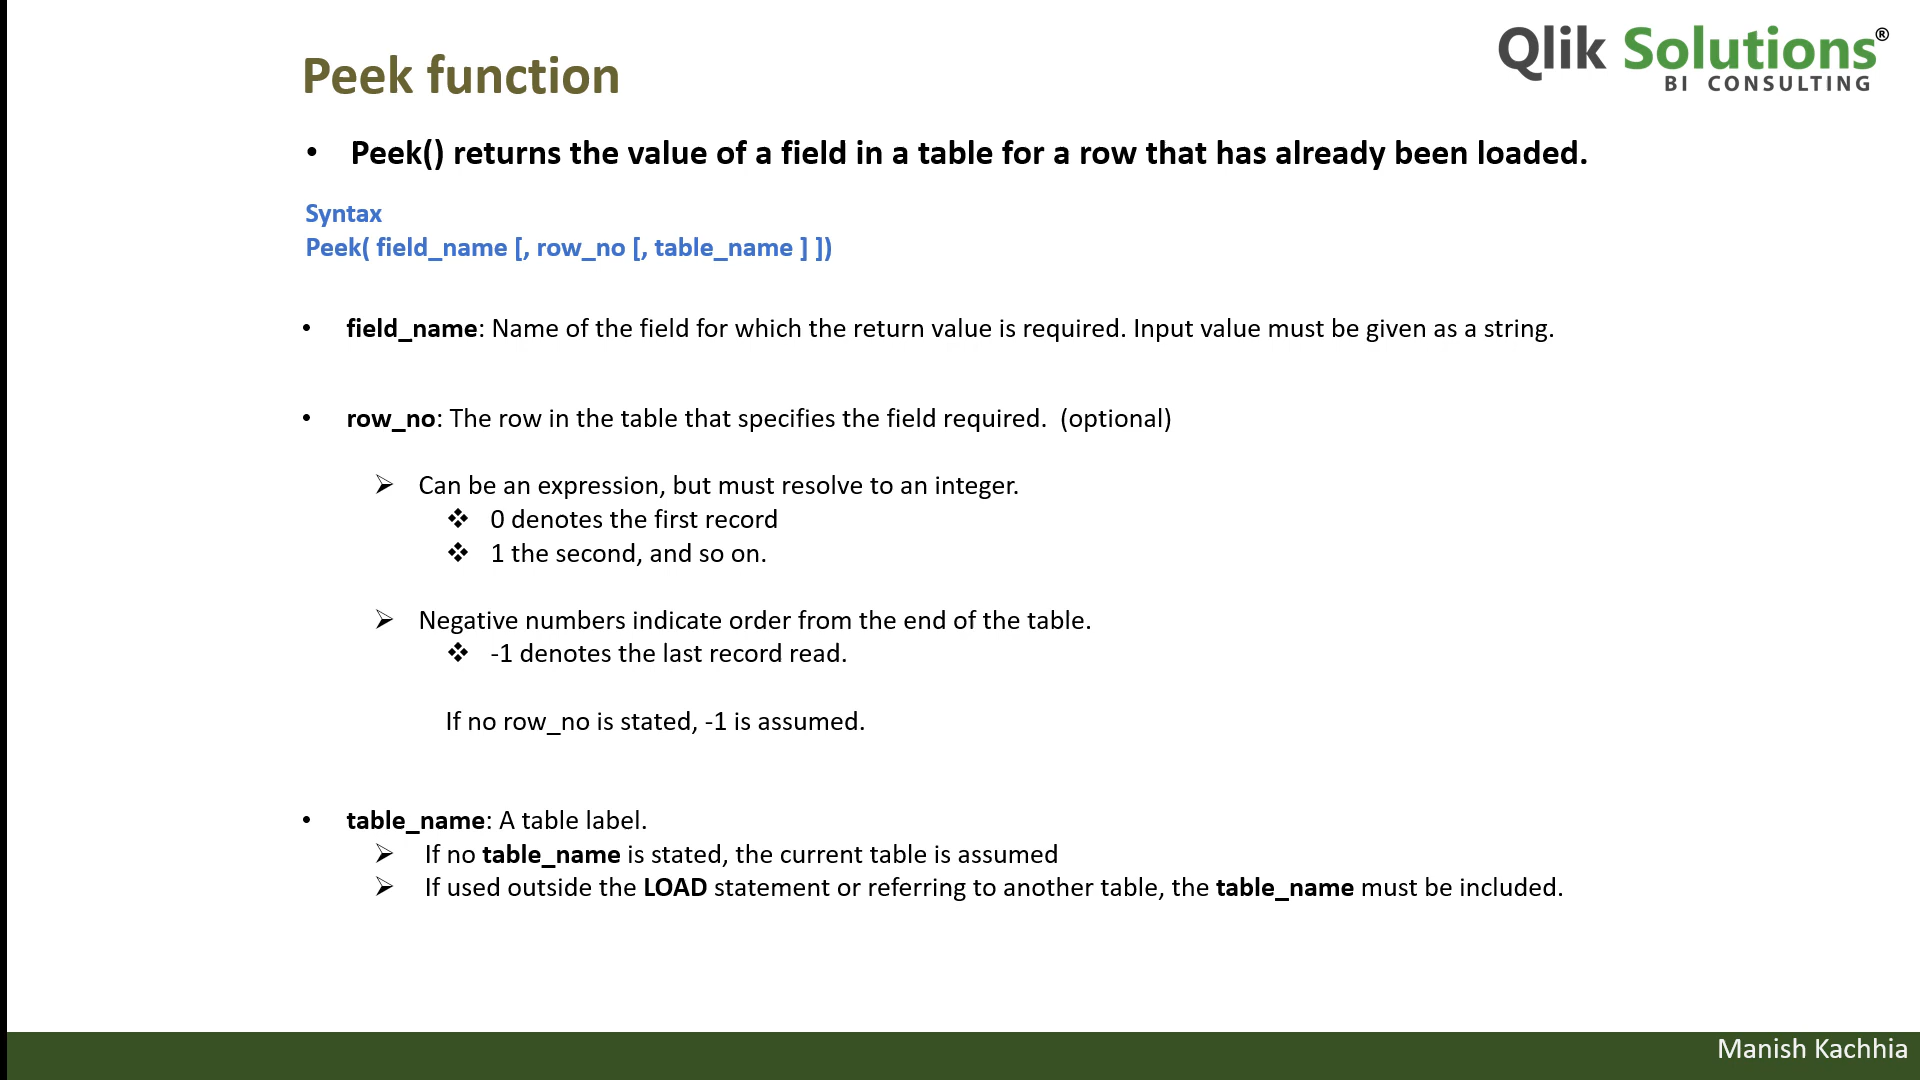 Qlik Solutions®
BI CONSULTING
Peek function
• Peek() returns the value of a field in a table for a row that has already been loaded.
Syntax
Peek( field_name [, row_no [, table_name ] ])
• field_name: Name of the field for which the return value is required. Input value must be given as a string.
• row_no: The row in the table that specifies the field required.  (optional)
➢ Can be an expression, but must resolve to an integer.
❖ 0 denotes the first record
❖ 1 the second, and so on.
➢ Negative numbers indicate order from the end of the table.
❖ -1 denotes the last record read.
If no row_no is stated, -1 is assumed.
• table_name: A table label.
➢ If no table_name is stated, the current table is assumed
➢ If used outside the LOAD statement or referring to another table, the table_name must be included.
Manish Kachhia